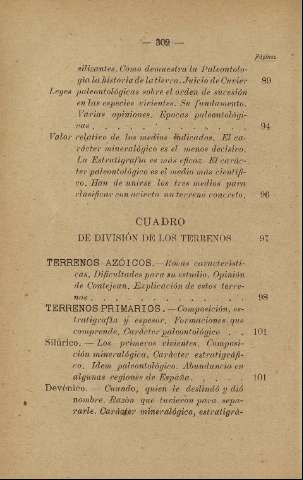 — 309 —
Páginas
silizantes. Como demuestra la Paleontolo-
gía la historia de la tierra. Juicio de Cuvier 89
Leyes paleontológicas sobre el orden de sucesión
en las especies vivientes. Su fundamento.
Varias opiniones. Epocas paleontológi-
cas . . . . . . . . . . . . 94
Valor relativo de los medios indicados. El ca-
rácter mineralógico es el menos decisivo.
La Estratigrafía es más eficaz. El carác-
ter paleontológico es el medio más científi-
co. Han de unirse los tres medios para
clasificar con acierto un terreno concreto. 96
CUADRO
DE DIVISIÓN DE LOS TERRENOS 97
TERRENOS AZÓICOS.—Rocas característi-
cas, Dificultades para su estudio. Opinión
de Contejean. Explicación de estos terre-
nos . . . . . . . . . . . . 98
TERRENOS PRIMARIOS.—Composición, es-
tratigrafía y espesor. Formaciones que
comprende. Carácter paleontológico . . 101
Silúrico. — Los primeros vivientes. Composi-
ción mineralógica, Carácter estratigráfi-
co. Idem paleontológico. Abundancia en
algunas regiones de España. . . . . 101
Devónico. — Cuando, quien le deslindó y dió
nombre. Razón que tuvieron para sepa-
rarle. Carácter mineralógico, estratigrá-